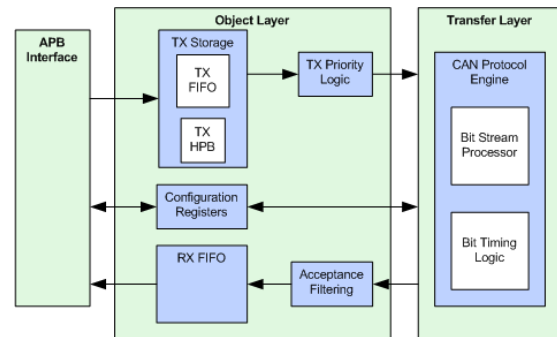 APB
Interface
Object Layer
TX Storage
TX
FIFO
TX
HPB
TX Priority
Logic
Configuration
Registers
RX FIFO
Acceptance
Filtering
Transfer Layer
CAN Protocol
Engine
Bit Stream
Processor
Bit Timing
Logic